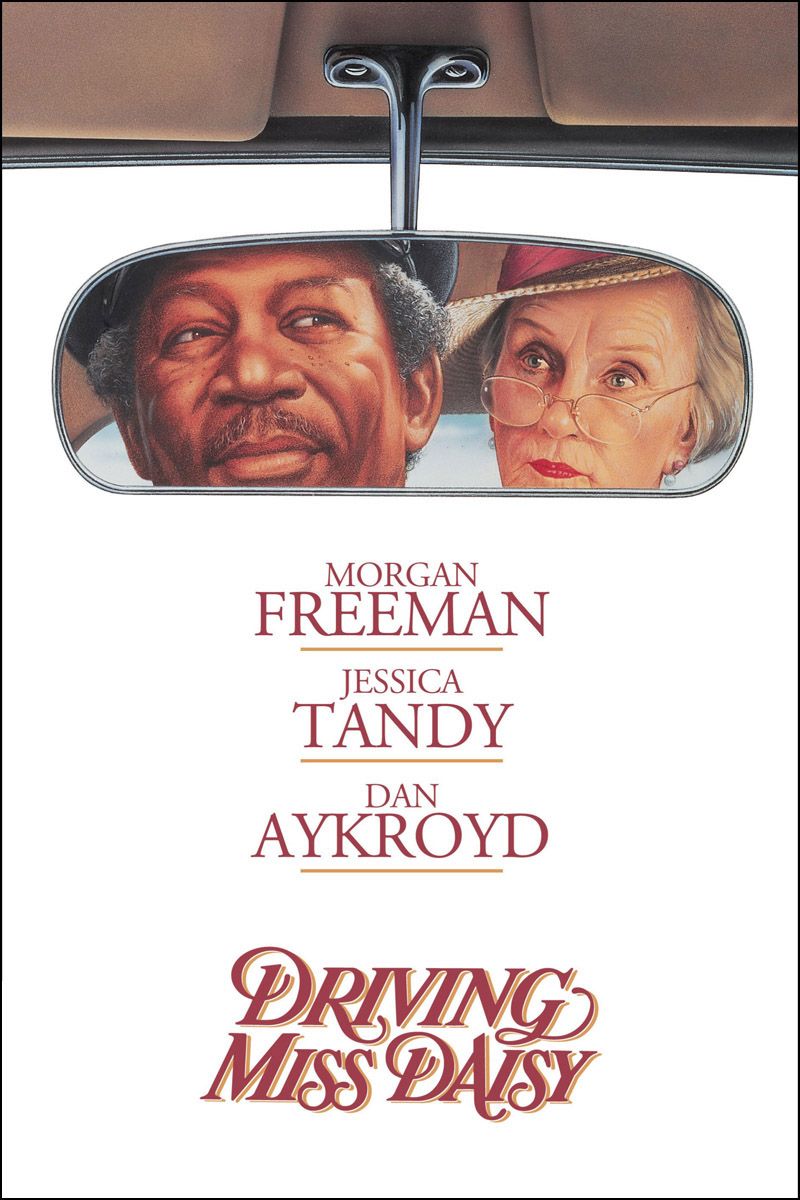 MORGAN
FREEMAN
JESSICA
TANDY
DAN
AYKROYD
DRIVING
MISS DAISY